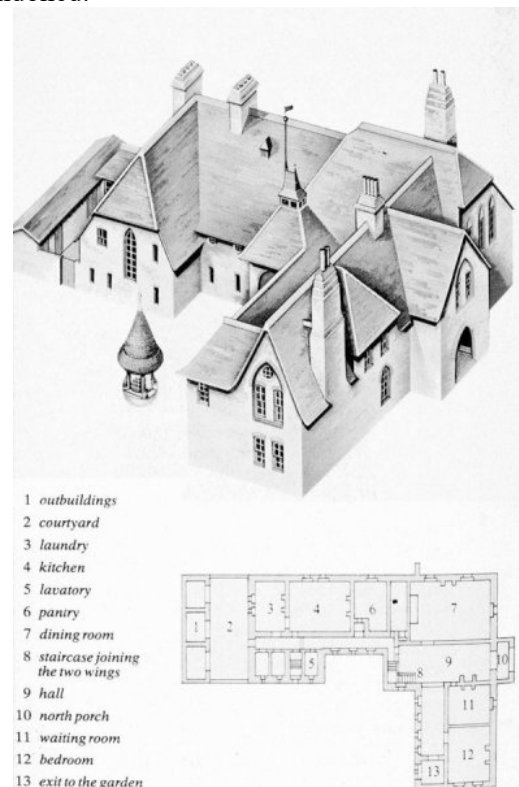 1 outbuildings
2 courtyard
3 laundry
4 kitchen
5 lavatory
6 pantry
7 dining room
8 staircase joining
the two wings
9 hall
10 north porch
11 waiting room
12 bedroom
13 exit to the garden
1
2
3
4
5
6
7
8
9
10
11
12
13